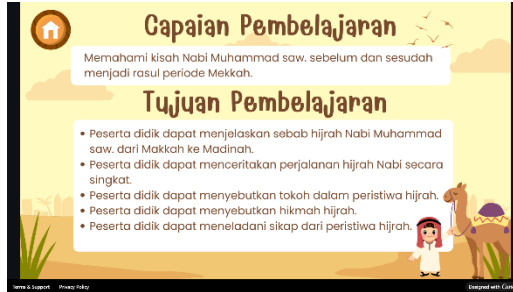 Capaian Pembelajaran
Memahami kisah Nabi Muhammad saw. sebelum dan sesudah
menjadi rasul periode Mekkah.
Tujuan Pembelajaran
• Peserta didik dapat menjelaskan sebab hijrah Nabi Muhammad
saw. dari Makkah ke Madinah.
• Peserta didik dapat menceritakan perjalanan hijrah Nabi secara
singkat.
• Peserta didik dapat menyebutkan tokoh dalam peristiwa hijrah.
• Peserta didik dapat menyebutkan hikmah hijrah.
• Peserta didik dapat meneladani sikap dari peristiwa hijrah.
Terms & Support Privacy Policy
Designed with